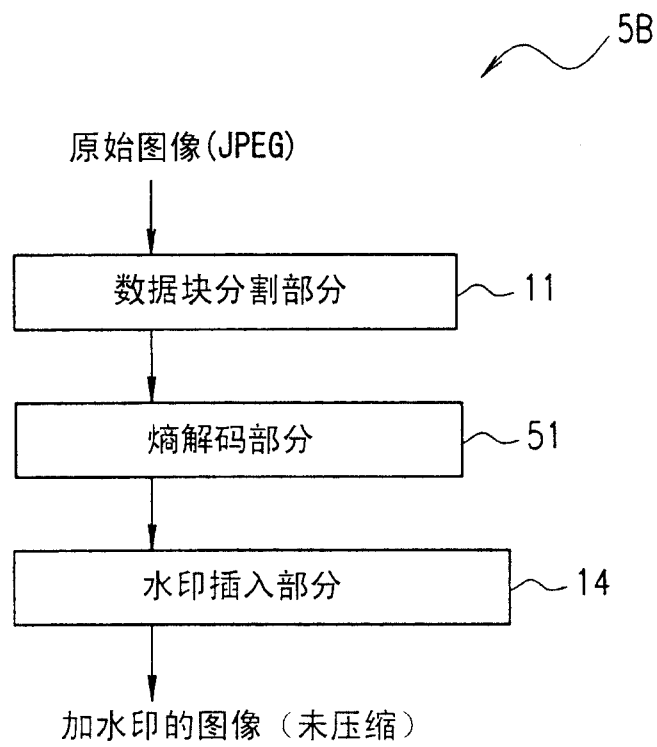 5B
原始图像(JPEG)
数据块分割部分
11
熵解码部分
51
水印插入部分
14
加水印的图像（未压缩）